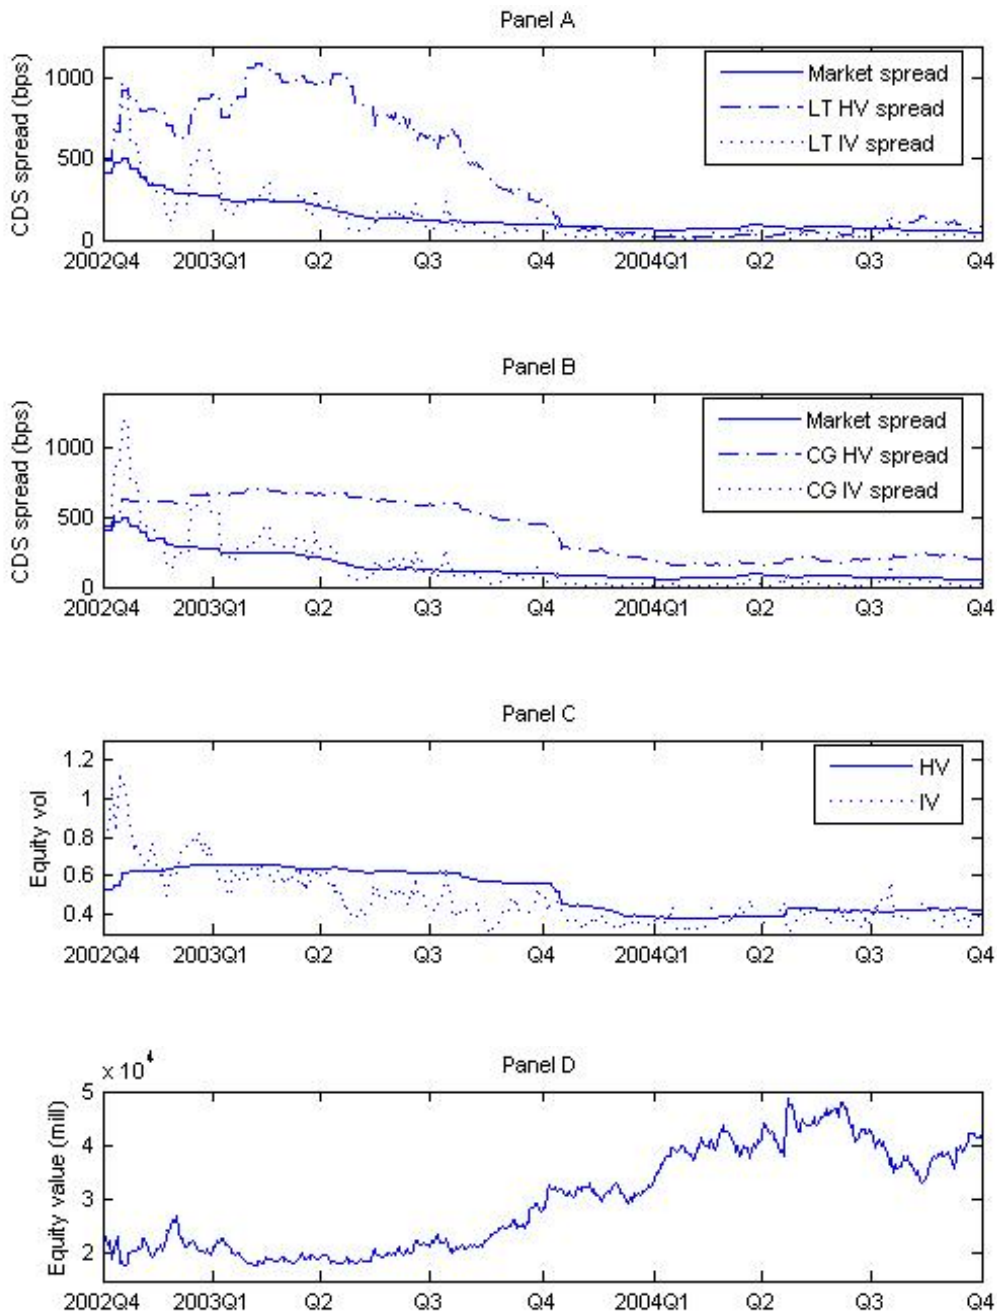 Panel A
CDS spread (bps)
1000
500
0
Market spread
LT HV spread
LT IV spread
2002Q4 2003Q1 Q2 Q3 Q4 2004Q1 Q2 Q3 Q4
Panel B
CDS spread (bps)
1000
500
0
Market spread
CG HV spread
CG IV spread
2002Q4 2003Q1 Q2 Q3 Q4 2004Q1 Q2 Q3 Q4
Panel C
Equity vol
1.2
1
0.8
0.6
0.4
HV
IV
2002Q4 2003Q1 Q2 Q3 Q4 2004Q1 Q2 Q3 Q4
Panel D
x 10^4
Equity value (mill)
5
4
3
2
2002Q4 2003Q1 Q2 Q3 Q4 2004Q1 Q2 Q3 Q4